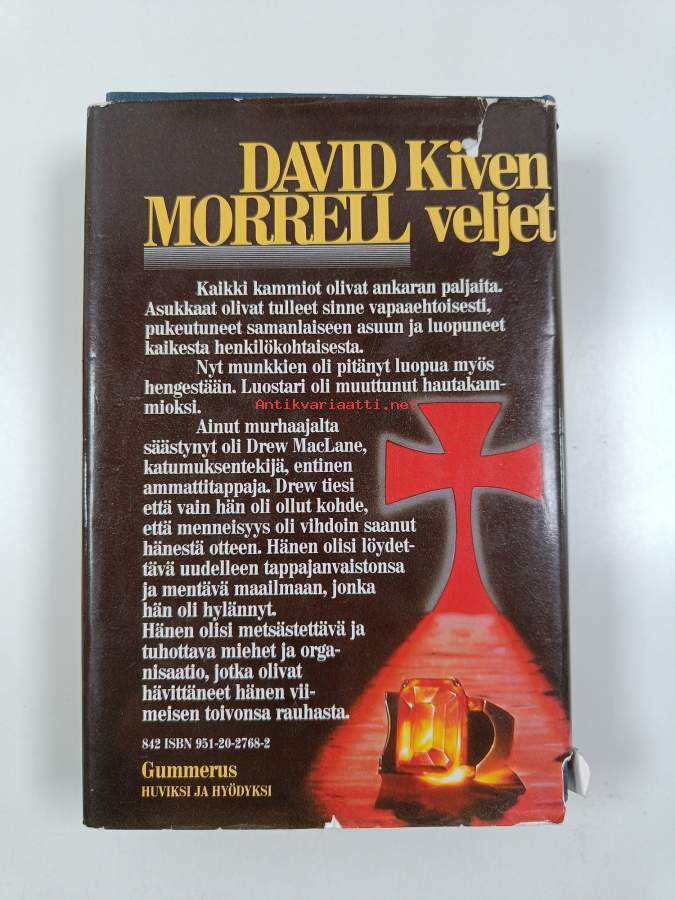 DAVID Kiven
MORRELL veljet
Kaikki kammiot olivat ankaran paljaita.
Asukkaat olivat tulleet sinne vapaaehtoisesti,
pukeutuneet samanlaiseen asuun ja luopuneet
kaikesta henkilökohtaisesta.
Nyt munkkien oli pitänyt luopua myös
hengestään. Luostari oli muuttunut hautakam-
mioksi.
Antikvariaatti.net
Ainut murhaajalta
säästynyt oli Drew MacLane,
katumuksentekijä, entinen
ammattitappaja. Drew tiesi
että vain hän oli ollut kohde,
että menneisyys oli vihdoin saanut
hänestä otteen. Hänen olisi löydet-
tävä uudelleen tappajanvaistonsa
ja mentävä maailmaan, jonka
hän oli hylännyt.
Hänen olisi metsästettävä ja
tuhottava miehet ja orga-
nisaatio, jotka olivat
hävittäneet hänen vii-
meisen toivonsa rauhasta.
842 ISBN 951-20-2768-2
Gummerus
HUVIKSI JA HYÖDYKSI